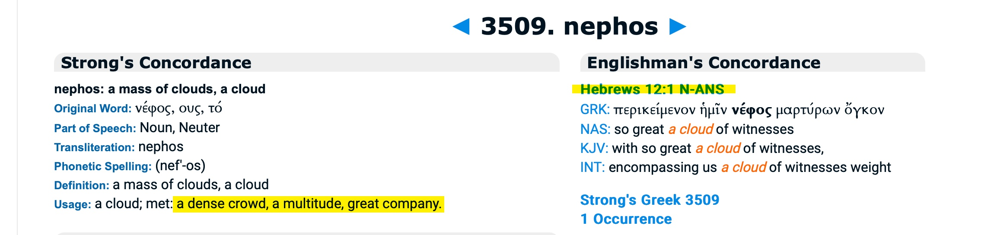 ◀ 3509. nephos ▶
Strong's Concordance
nephos: a mass of clouds, a cloud
Original Word: νέφος, ους, τό
Part of Speech: Noun, Neuter
Transliteration: nephos
Phonetic Spelling: (nef'-os)
Definition: a mass of clouds, a cloud
Usage: a cloud; met: a dense crowd, a multitude, great company.
Englishman's Concordance
Hebrews 12:1 N-ANS
GRK: περικείμενον ἡμῖν νέφος μαρτύρων ὄγκον
NAS: so great a cloud of witnesses
KJV: with so great a cloud of witnesses,
INT: encompassing us a cloud of witnesses weight
Strong's Greek 3509
1 Occurrence